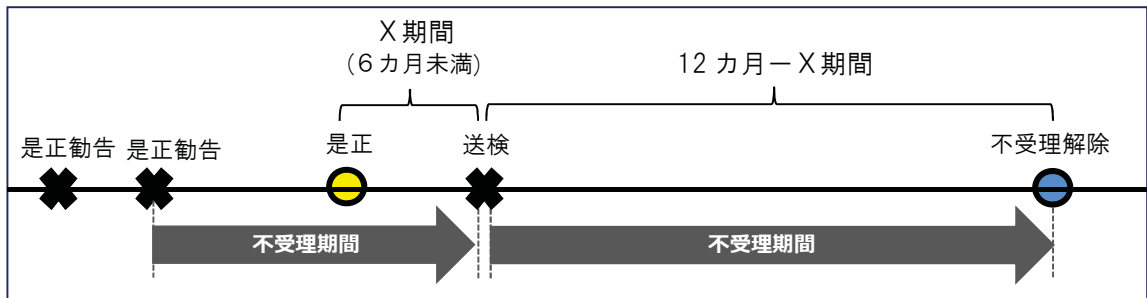 X期間
(6カ月未満)
12カ月-X期間
是正勧告
是正勧告
是正
送検
不受理解除
不受理期間
不受理期間